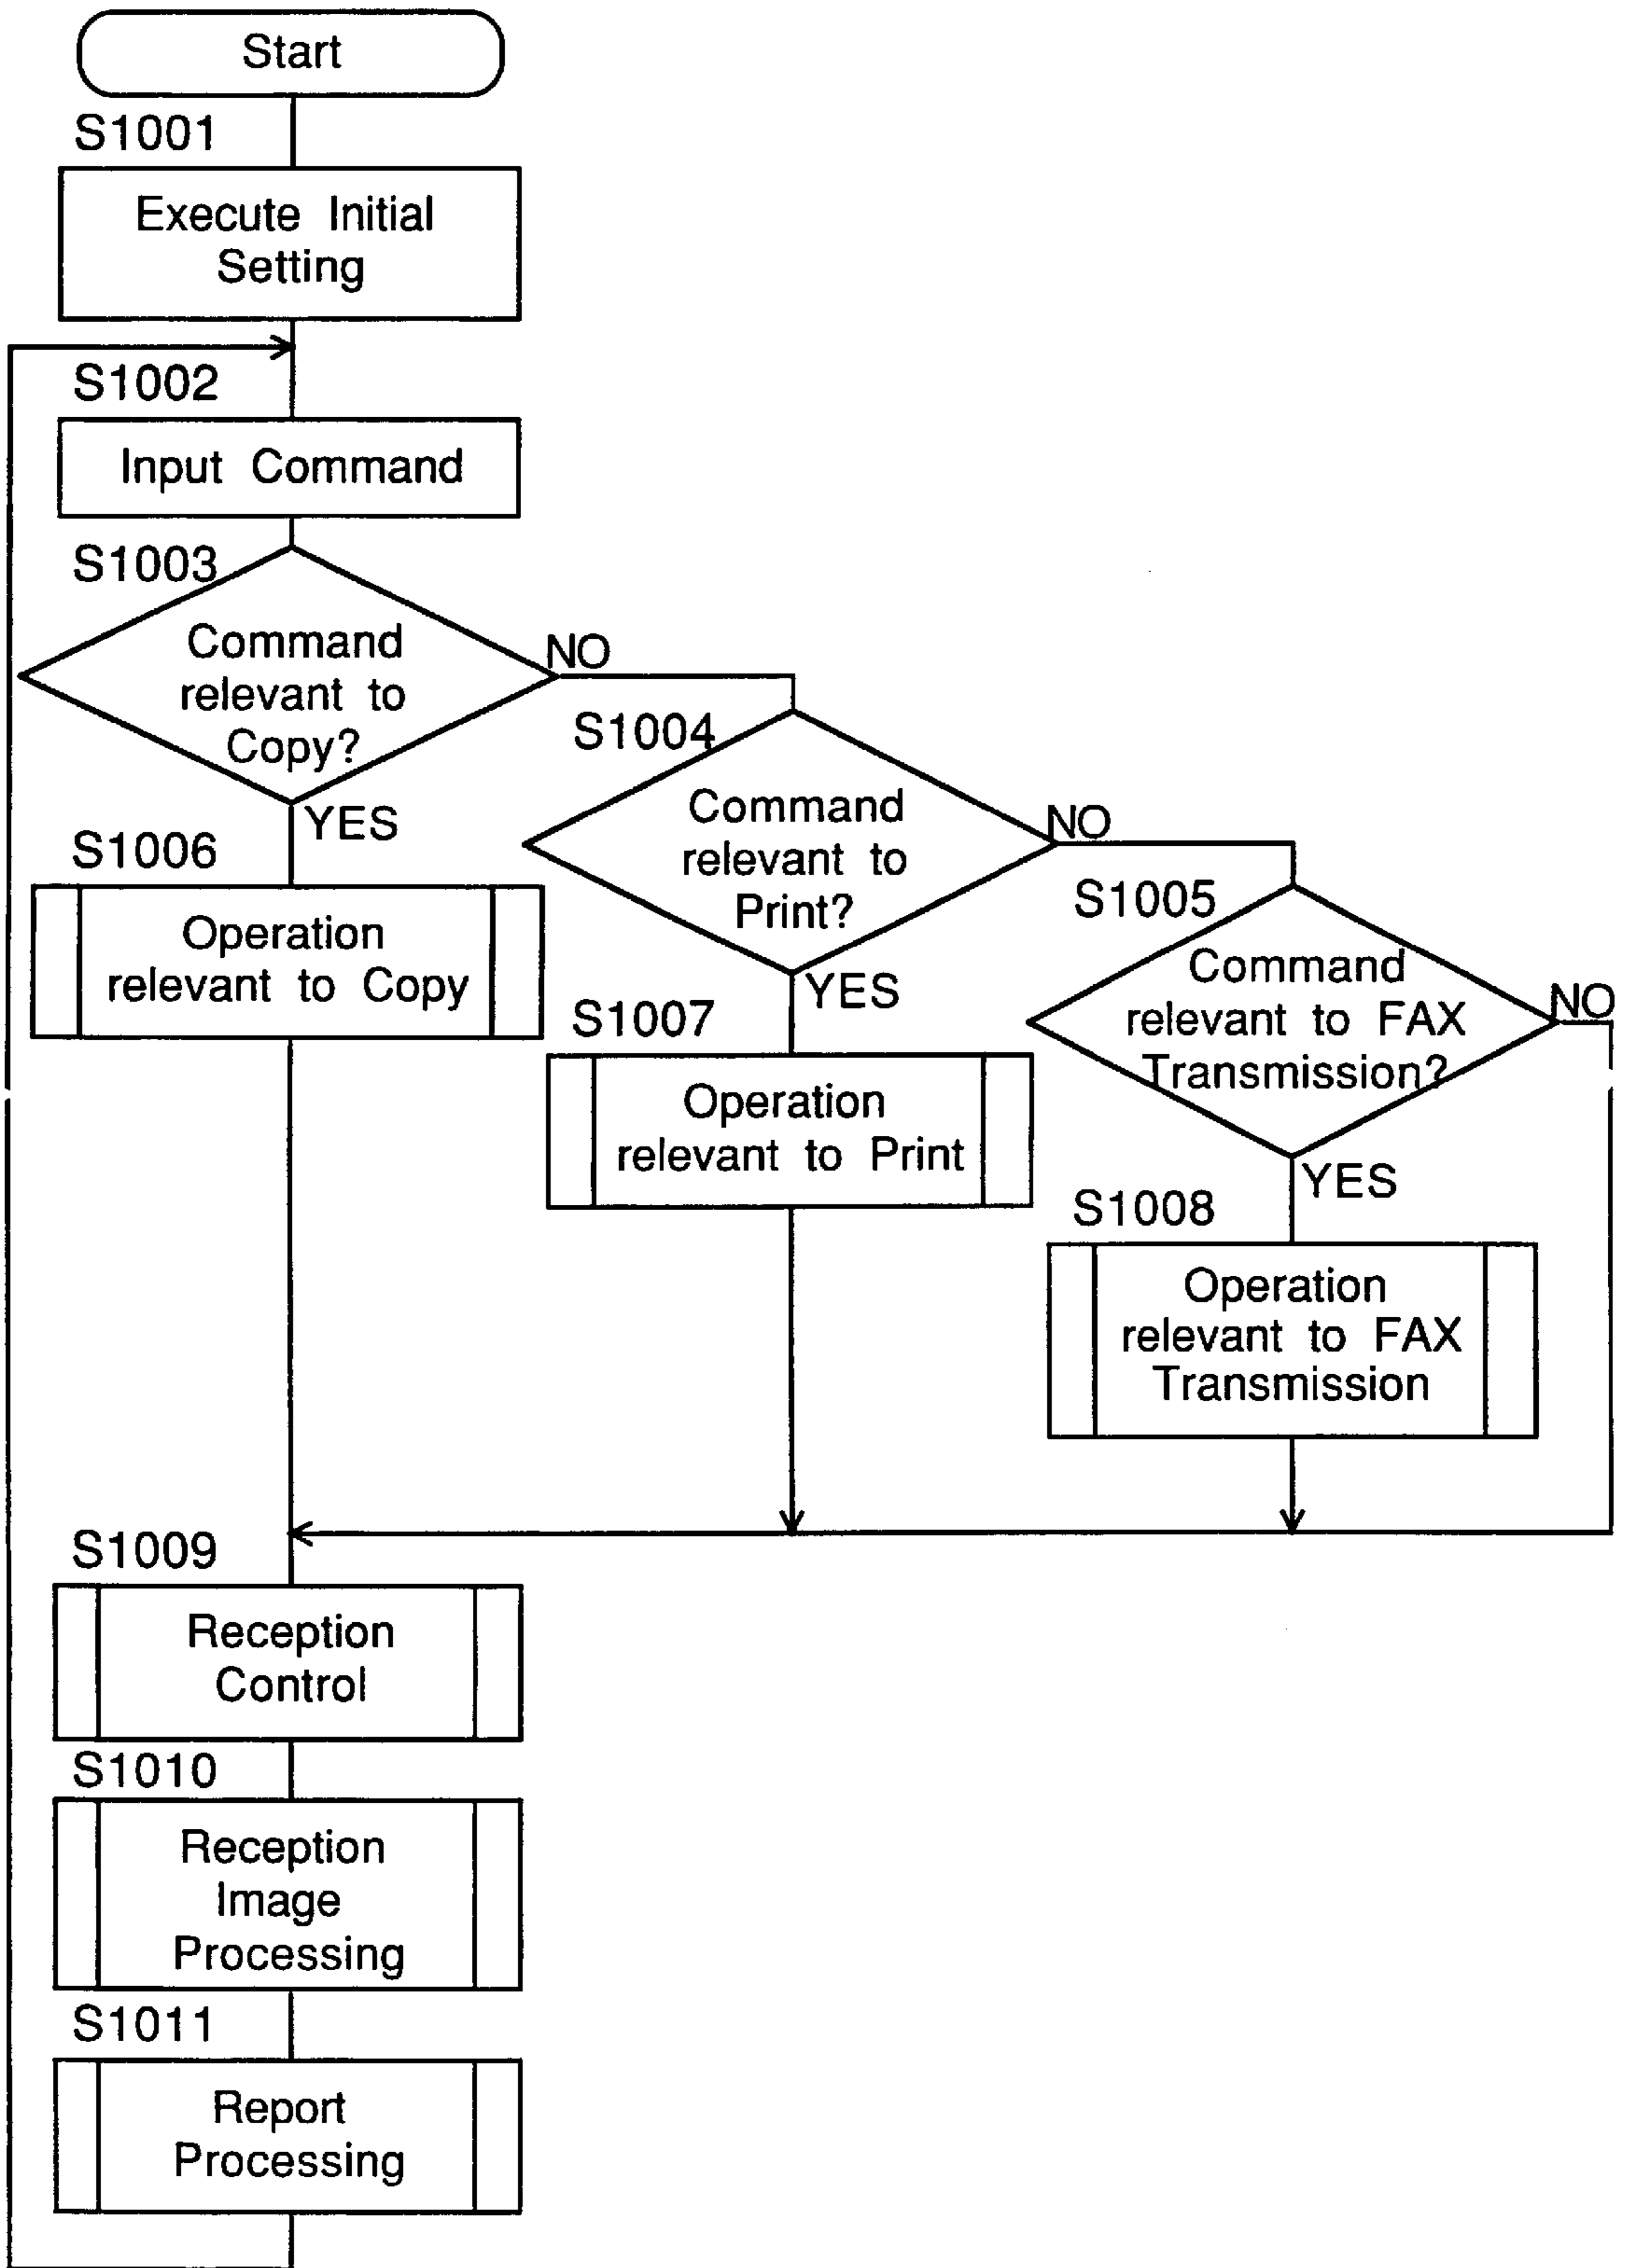 Start
S1001
Execute Initial
Setting
S1002
Input Command
S1003
Command
relevant to
Copy?
NO
YES
S1004
Command
relevant to
Print?
NO
YES
S1005
Command
relevant to FAX
Transmission?
NO
YES
S1006
Operation
relevant to Copy
S1007
Operation
relevant to Print
S1008
Operation
relevant to FAX
Transmission
S1009
Reception
Control
S1010
Reception
Image
Processing
S1011
Report
Processing